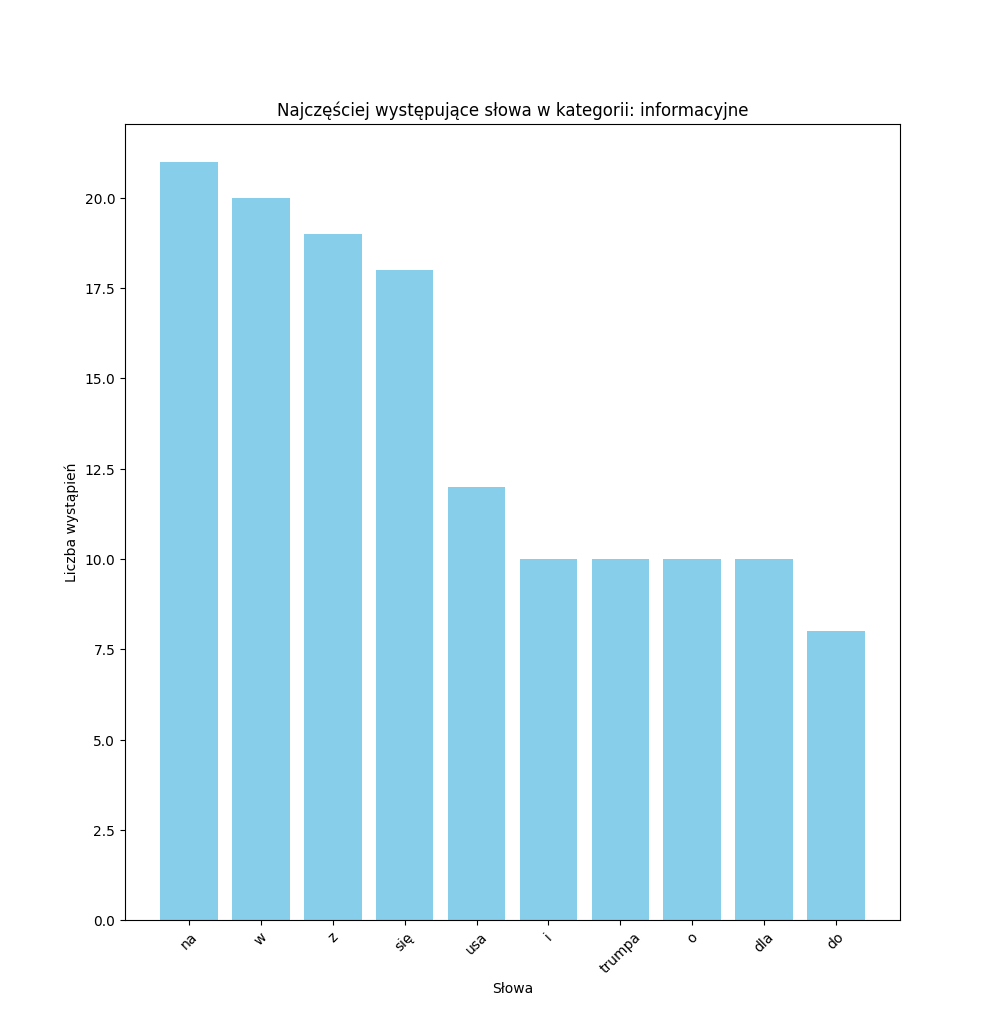 Najczęściej występujące słowa w kategorii: informacyjne
Liczba wystąpień
20.0
17.5
15.0
12.5
10.0
7.5
5.0
2.5
0.0
na
w
z
się
usa
i
trumpa
o
dla
do
Słowa